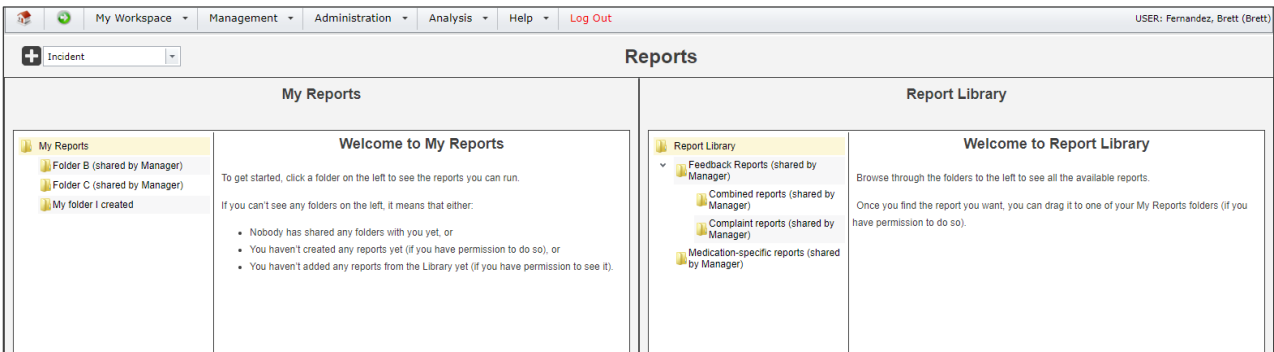 My Workspace Management Administration Analysis Help Log Out USER: Fernandez, Brett (Brett)
Incident
Reports
My Reports
My Reports
Folder B (shared by Manager)
Folder C (shared by Manager)
My folder I created
Welcome to My Reports
To get started, click a folder on the left to see the reports you can run.
If you can't see any folders on the left, it means that either:
• Nobody has shared any folders with you yet, or
• You haven't created any reports yet (if you have permission to do so), or
• You haven't added any reports from the Library yet (if you have permission to see it).
Report Library
Report Library
Feedback Reports (shared by
Manager)
Combined reports (shared by
Manager)
Complaint reports (shared by
Manager)
Medication-specific reports (shared
by Manager)
Welcome to Report Library
Browse through the folders to the left to see all the available reports.
Once you find the report you want, you can drag it to one of your My Reports folders (if you
have permission to do so).